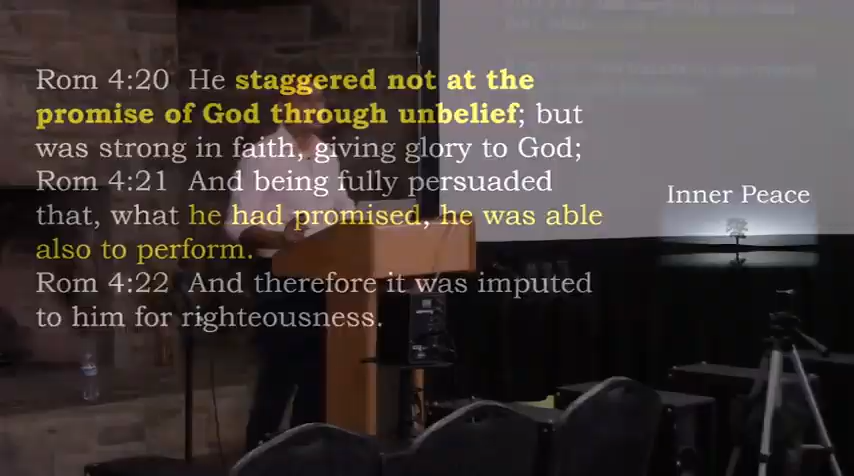 Rom 4:20  He staggered not at the
promise of God through unbelief; but
was strong in faith, giving glory to God;
Rom 4:21  And being fully persuaded
that, what he had promised, he was able
also to perform.
Rom 4:22  And therefore it was imputed
to him for righteousness.
Inner Peace